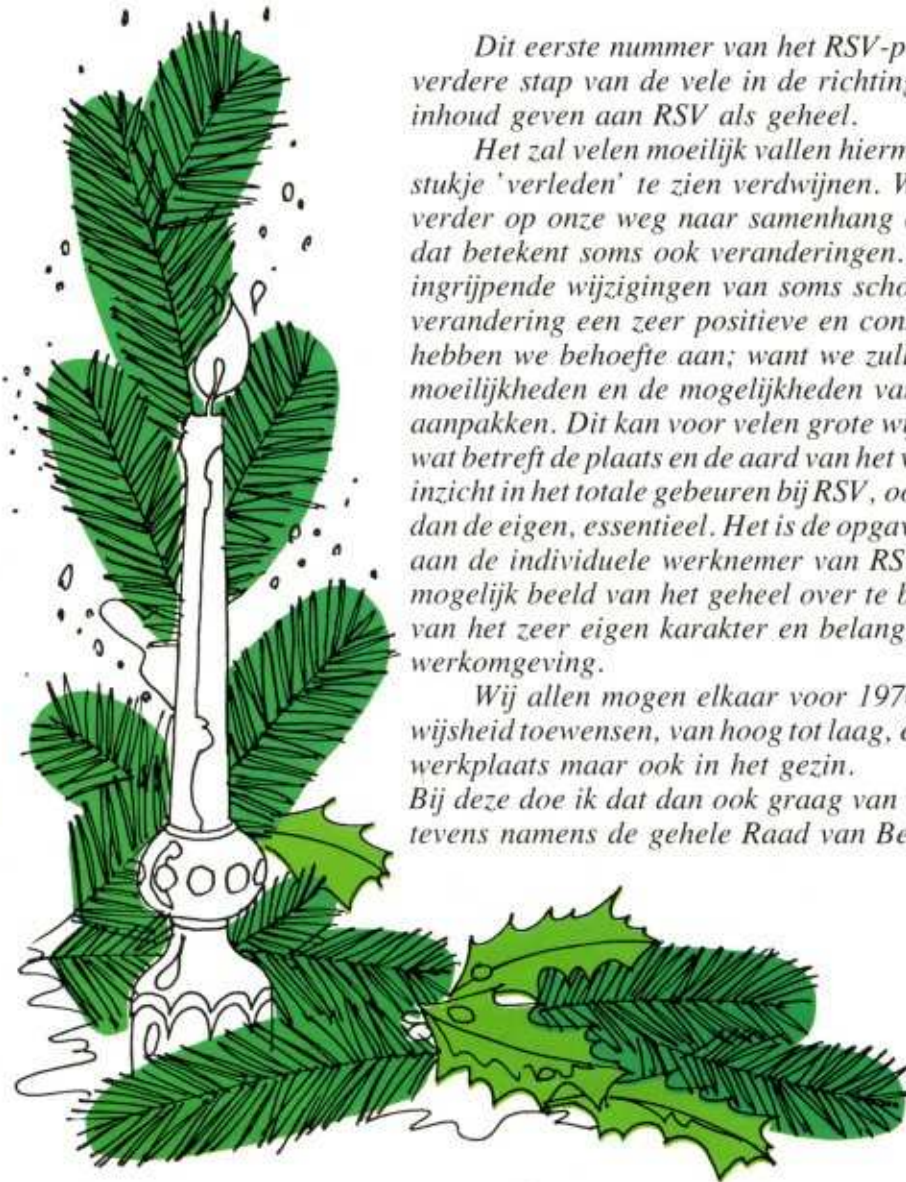 Dit eerste nummer van het RSV-p
verdere stap van de vele in de richting
inhoud geven aan RSV als geheel.
Het zal velen moeilijk vallen hierm
stukje 'verleden' te zien verdwijnen. W
verder op onze weg naar samenhang
dat betekent soms ook veranderingen.
ingrijpende wijzigingen van soms scho
verandering een zeer positieve en con
hebben we behoefte aan; want we zull
moeilijkheden en de mogelijkheden van
aanpakken. Dit kan voor velen grote wi
wat betreft de plaats en de aard van het
inzicht in het totale gebeuren bij RSV, oo
dan de eigen, essentieel. Het is de opgav
aan de individuele werknemer van RS
mogelijk beeld van het geheel over te b
van het zeer eigen karakter en belang
werkomgeving.
Wij allen mogen elkaar voor 197
wijsheid toewensen, van hoog tot laag, e
werkplaats maar ook in het gezin.
Bij deze doe ik dat dan ook graag van
tevens namens de gehele Raad van Be